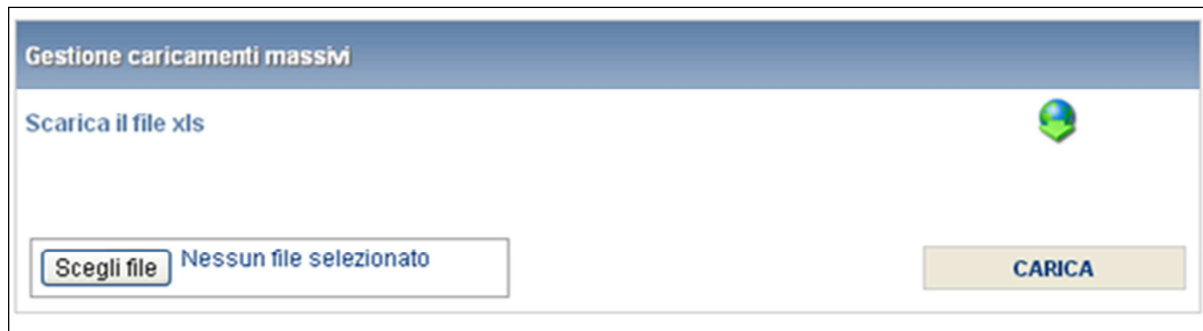 Gestione caricamenti massivi
Scarica il file xls
Scegli file Nessun file selezionato
CARICA